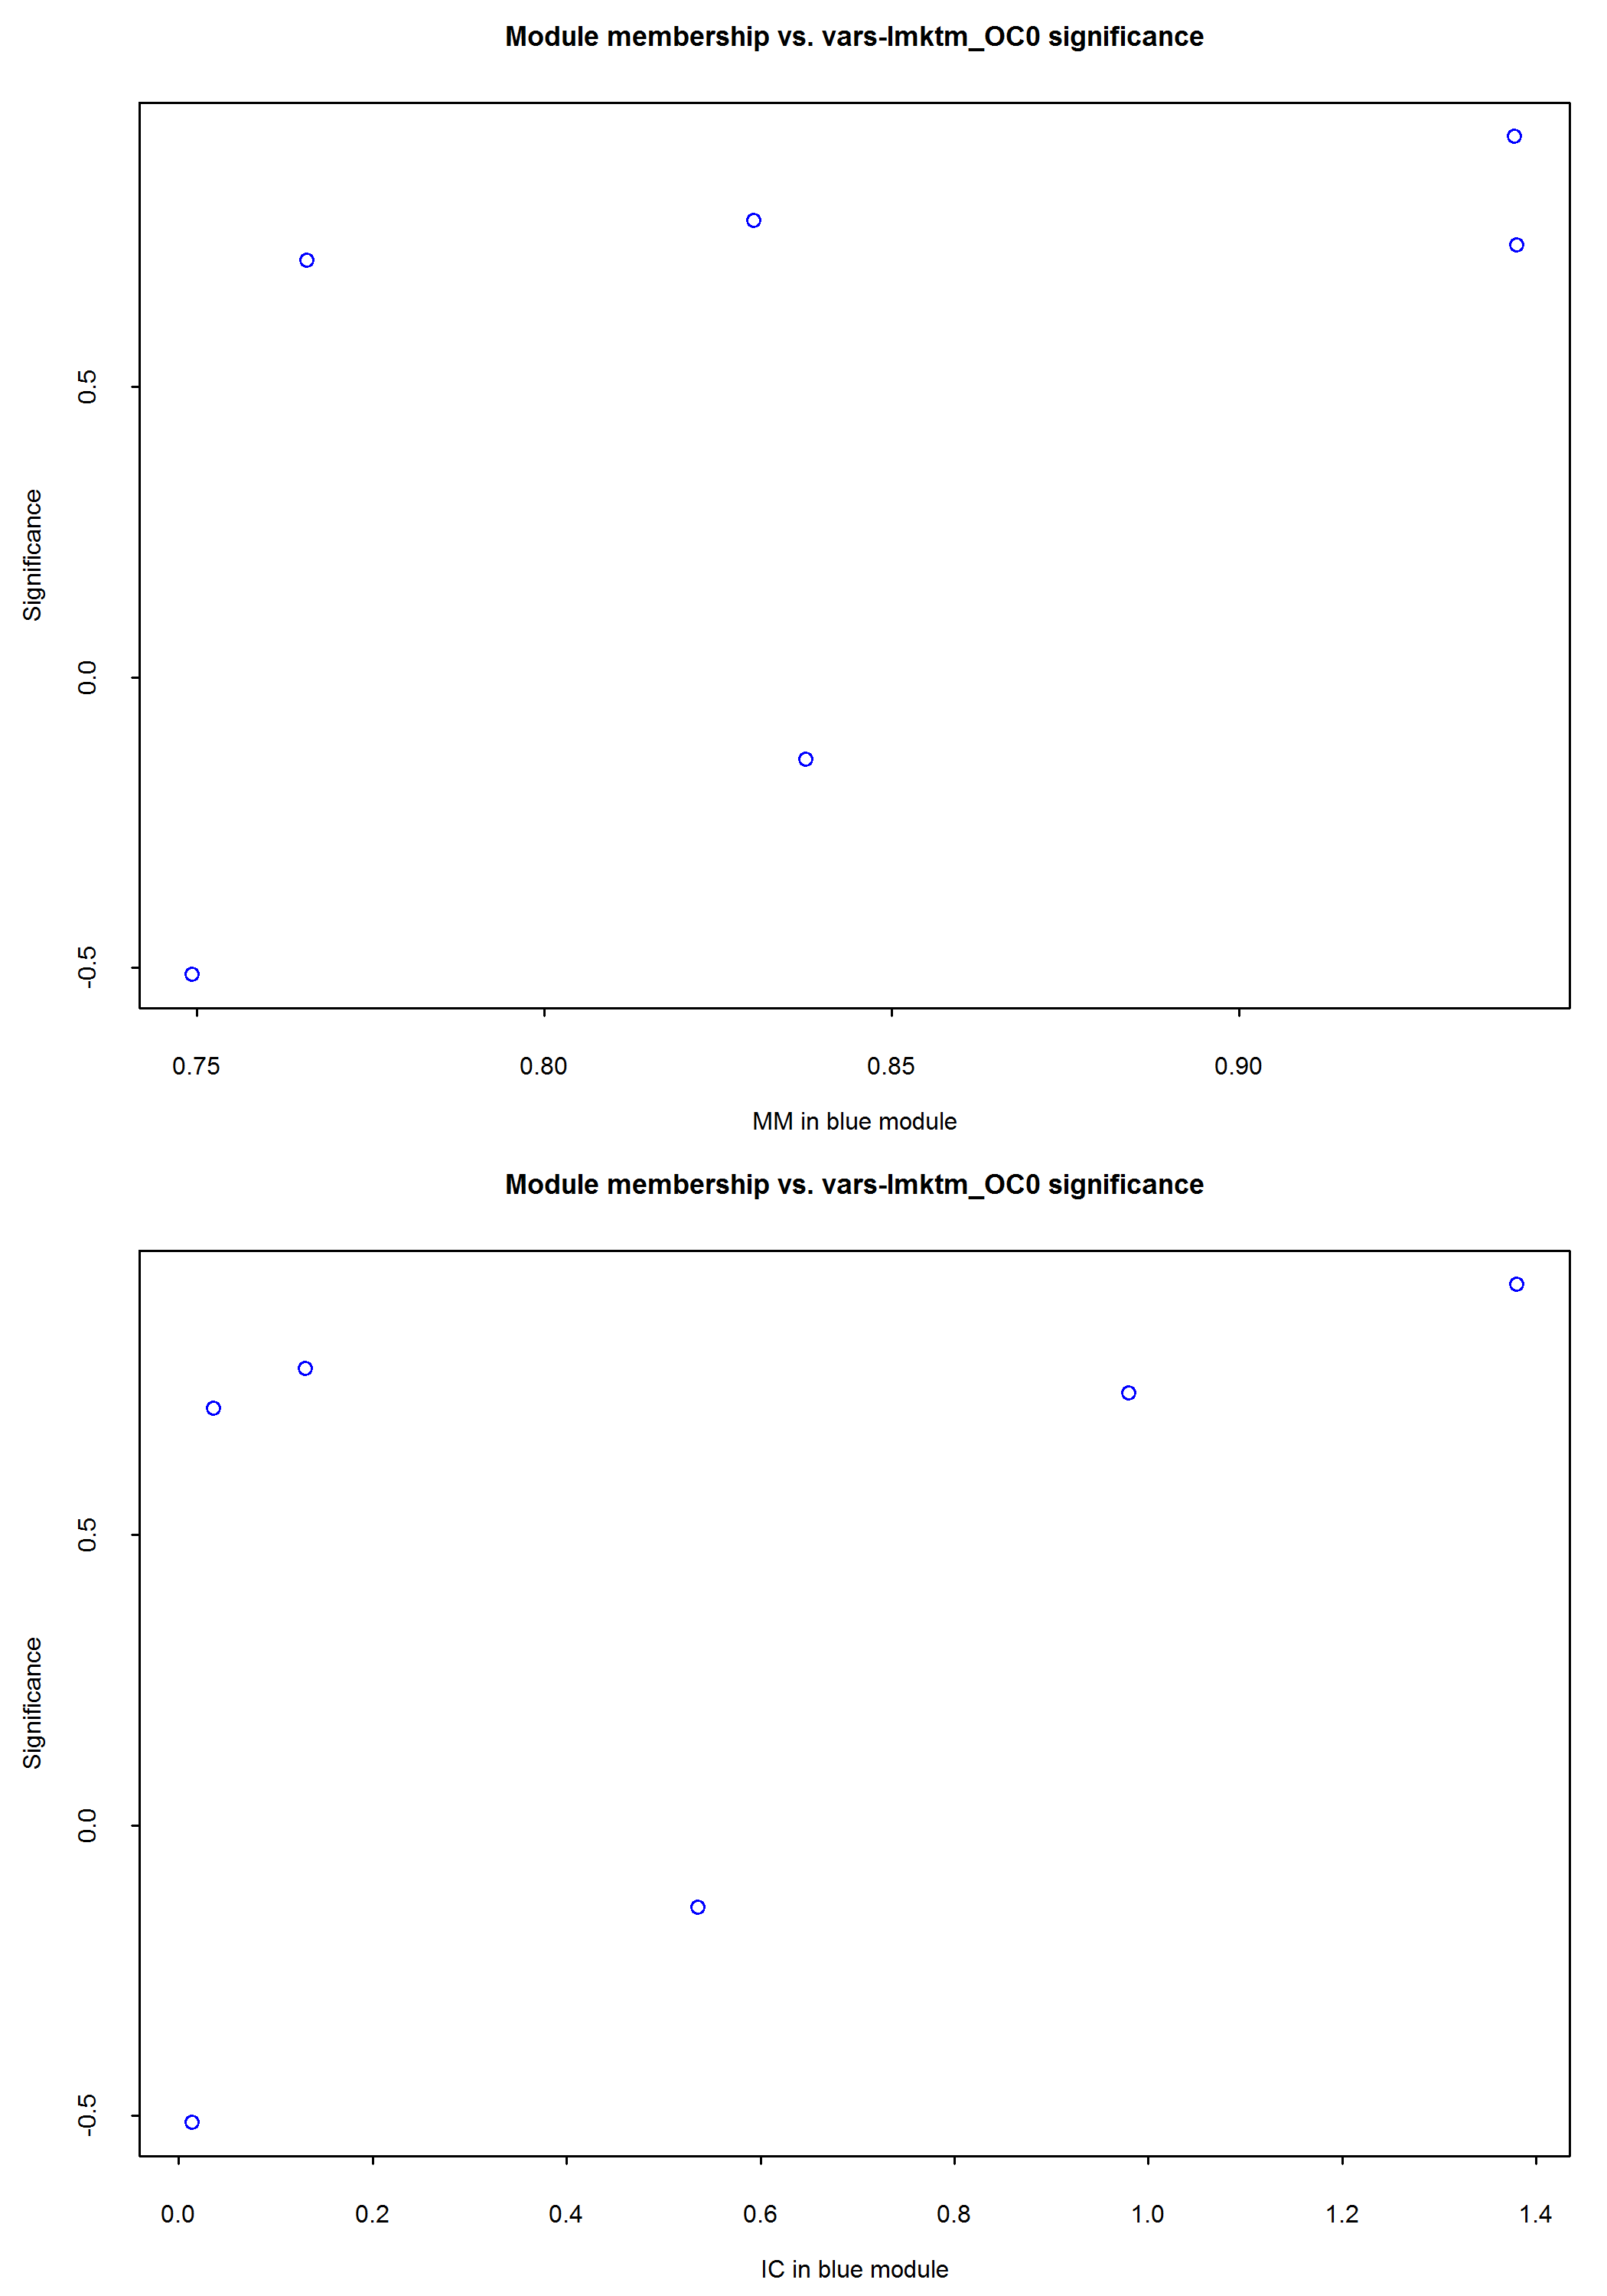 Module membership vs. vars-lmktm_OC0 significance
Significance
0.5
0.0
-0.5
0.75 0.80 0.85 0.90
MM in blue module
Module membership vs. vars-lmktm_OC0 significance
Significance
0.5
0.0
-0.5
0.0 0.2 0.4 0.6 0.8 1.0 1.2 1.4
IC in blue module